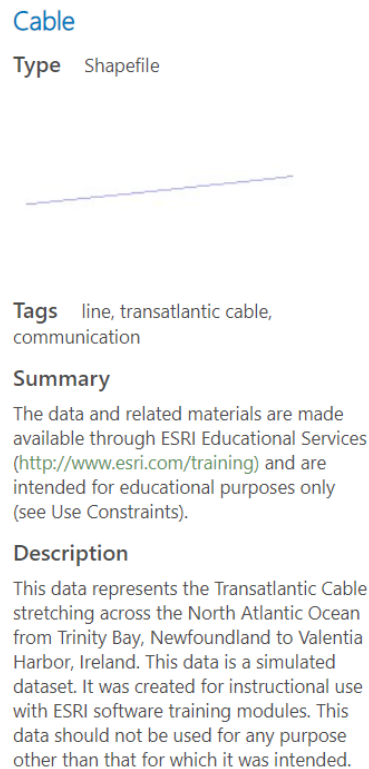 Cable
Type Shapefile
Tags line, transatlantic cable,
communication
Summary
The data and related materials are made
available through ESRI Educational Services
(http://www.esri.com/training) and are
intended for educational purposes only
(see Use Constraints).
Description
This data represents the Transatlantic Cable
stretching across the North Atlantic Ocean
from Trinity Bay, Newfoundland to Valentia
Harbor, Ireland. This data is a simulated
dataset. It was created for instructional use
with ESRI software training modules. This
data should not be used for any purpose
other than that for which it was intended.